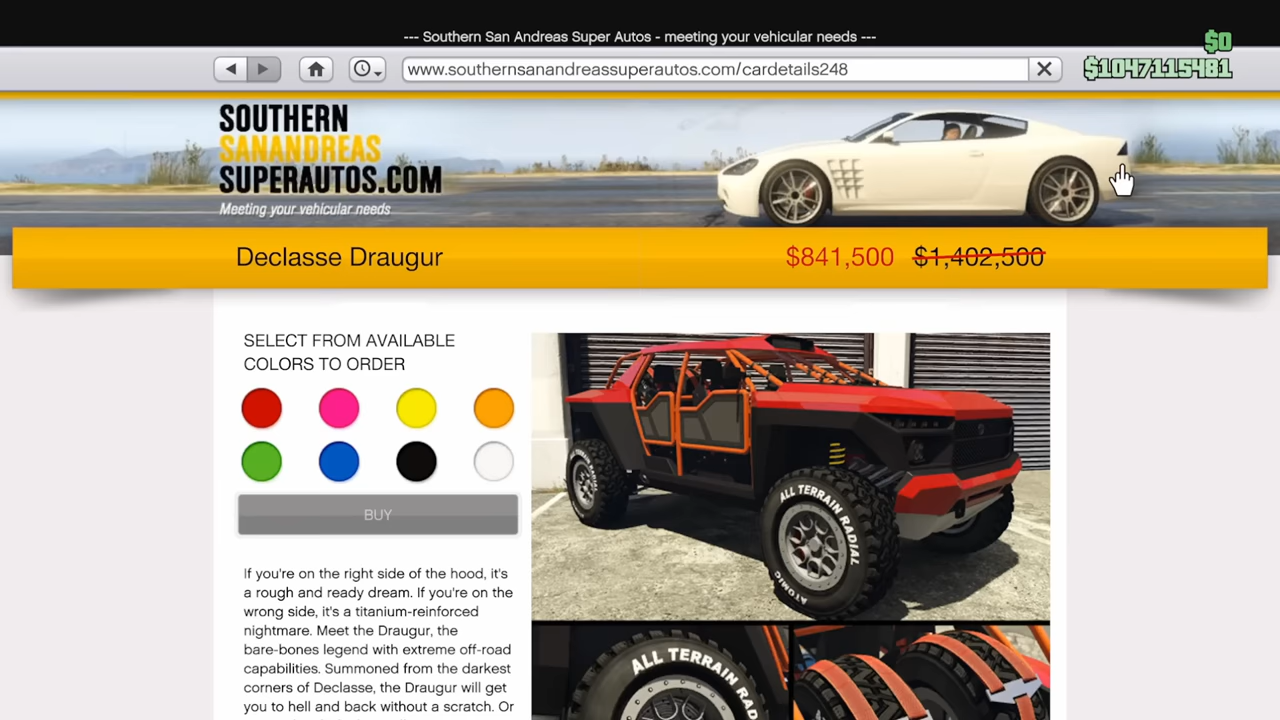 --- Southern San Andreas Super Autos - meeting your vehicular needs ---
$0
www.southernsanandreassuperautos.com/cardetails248
$1047115481
SOUTHERN
SANANDREAS
SUPERAUTOS.COM
Meeting your vehicular needs
Declasse Draugur
$841,500 $1,402,500
SELECT FROM AVAILABLE
COLORS TO ORDER
BUY
ALL TERRAIN RADIAL
ATOMIC
If you're on the right side of the hood, it's
a rough and ready dream. If you're on the
wrong side, it's a titanium-reinforced
nightmare. Meet the Draugur, the
bare-bones legend with extreme off-road
capabilities. Summoned from the darkest
corners of Declasse, the Draugur will get
you to hell and back without a scratch. Or
ALL TERRAIN RAD